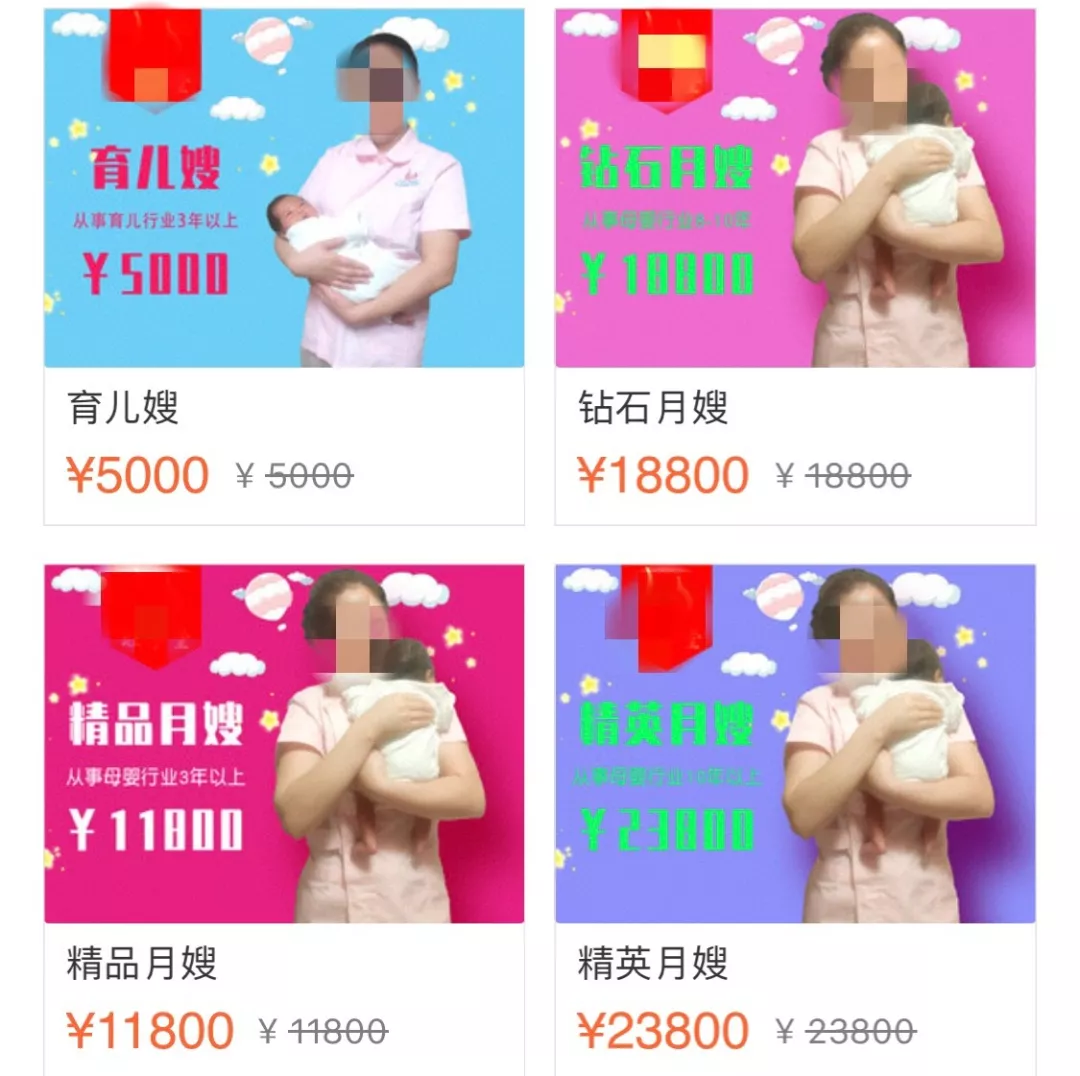 育儿嫂
从事育儿行业3年以上
￥5000
育儿嫂
¥5000 ¥ 5000
钻石月嫂
从事母婴行业8-10年
￥18800
钻石月嫂
¥18800 ¥ 18800
精品月嫂
从事母婴行业3年以上
￥11800
精品月嫂
¥11800 ¥ 11800
精英月嫂
从事母婴行业10年以上
￥23800
精英月嫂
¥23800 ¥ 23800